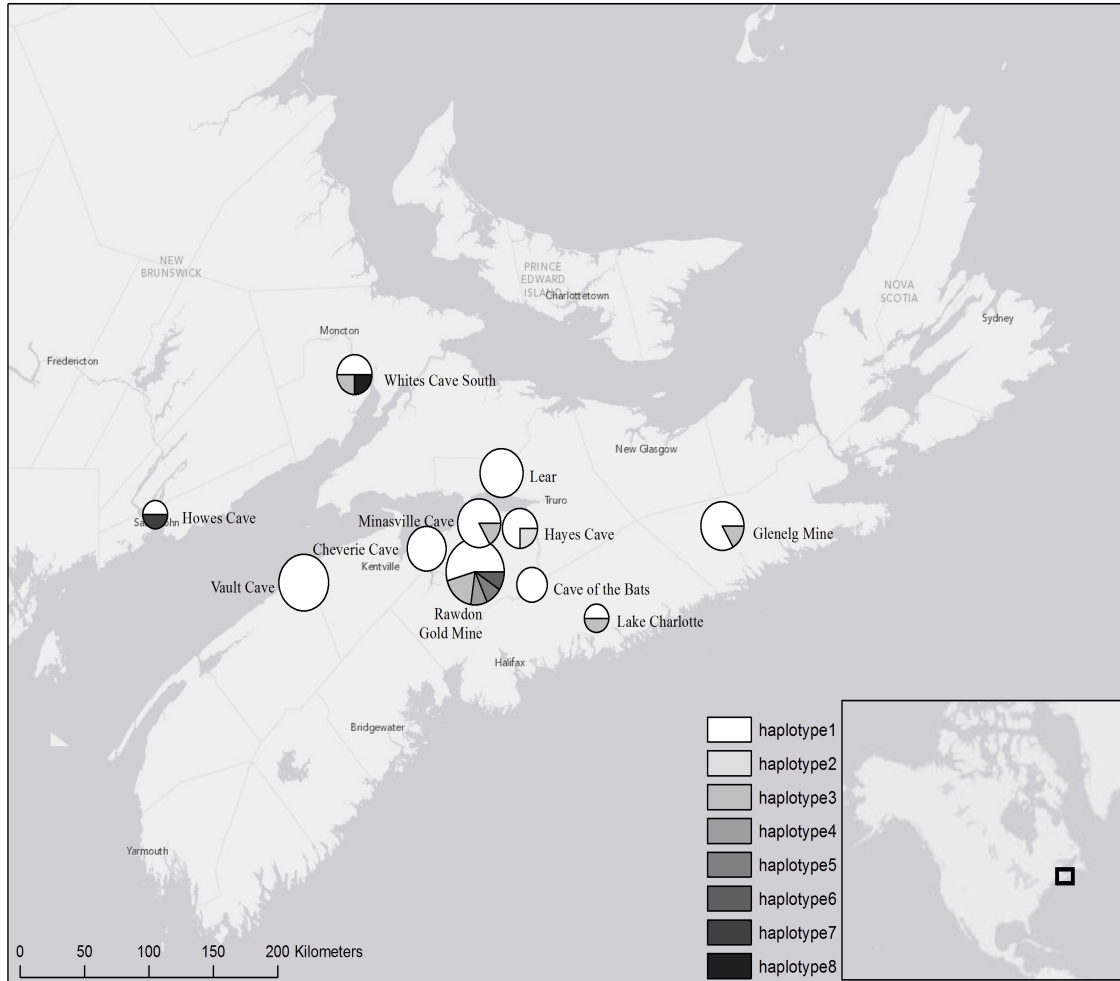 NEW
BRUNSWICK
PRINCE
EDWARD
ISLAND
Charlottetown
NOVA
SCOTIA
Sydney
Moncton
Fredericton
Whites Cave South
New Glasgow
Lear
Truro
Howes Cave
Minasville Cave
Hayes Cave
Glenelg Mine
Cheverie Cave
Kentville
Vault Cave
Cave of the Bats
Rawdon
Gold Mine
Lake Charlotte
Halifax
Bridgewater
Yarmouth
haplotype1
haplotype2
haplotype3
haplotype4
haplotype5
haplotype6
haplotype7
haplotype8
0 50 100 150 200 Kilometers